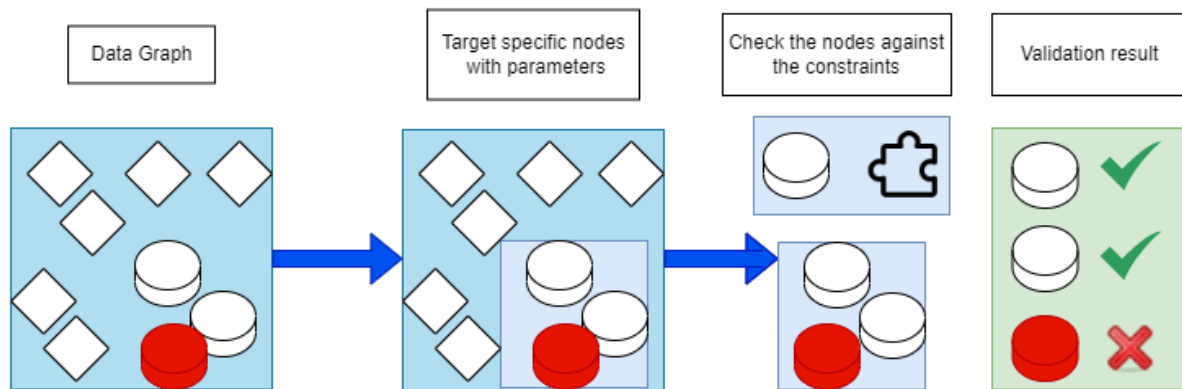 Data Graph
Target specific nodes
with parameters
Check the nodes against
the constraints
Validation result